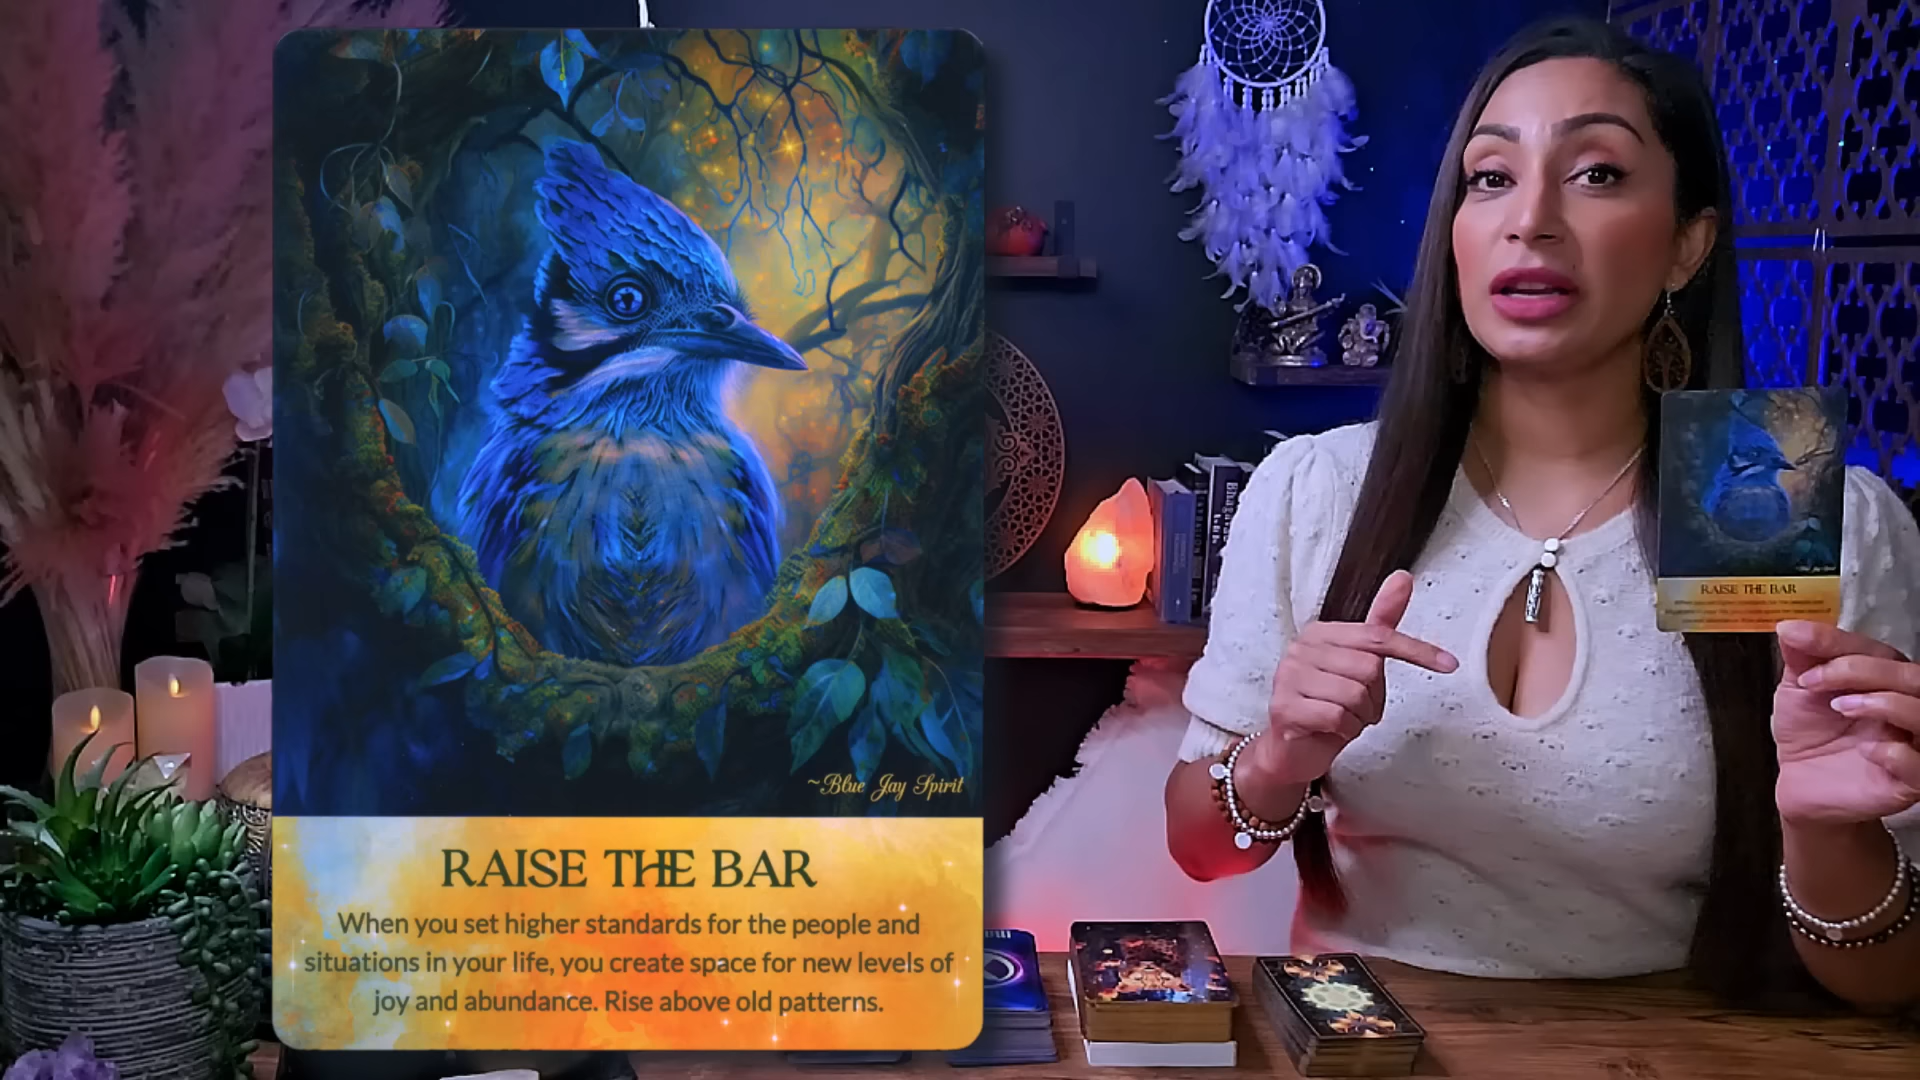 ~Blue Jay Spirit
RAISE THE BAR
When you set higher standards for the people and
situations in your life, you create space for new levels of
joy and abundance. Rise above old patterns.
RAISE THE BAR